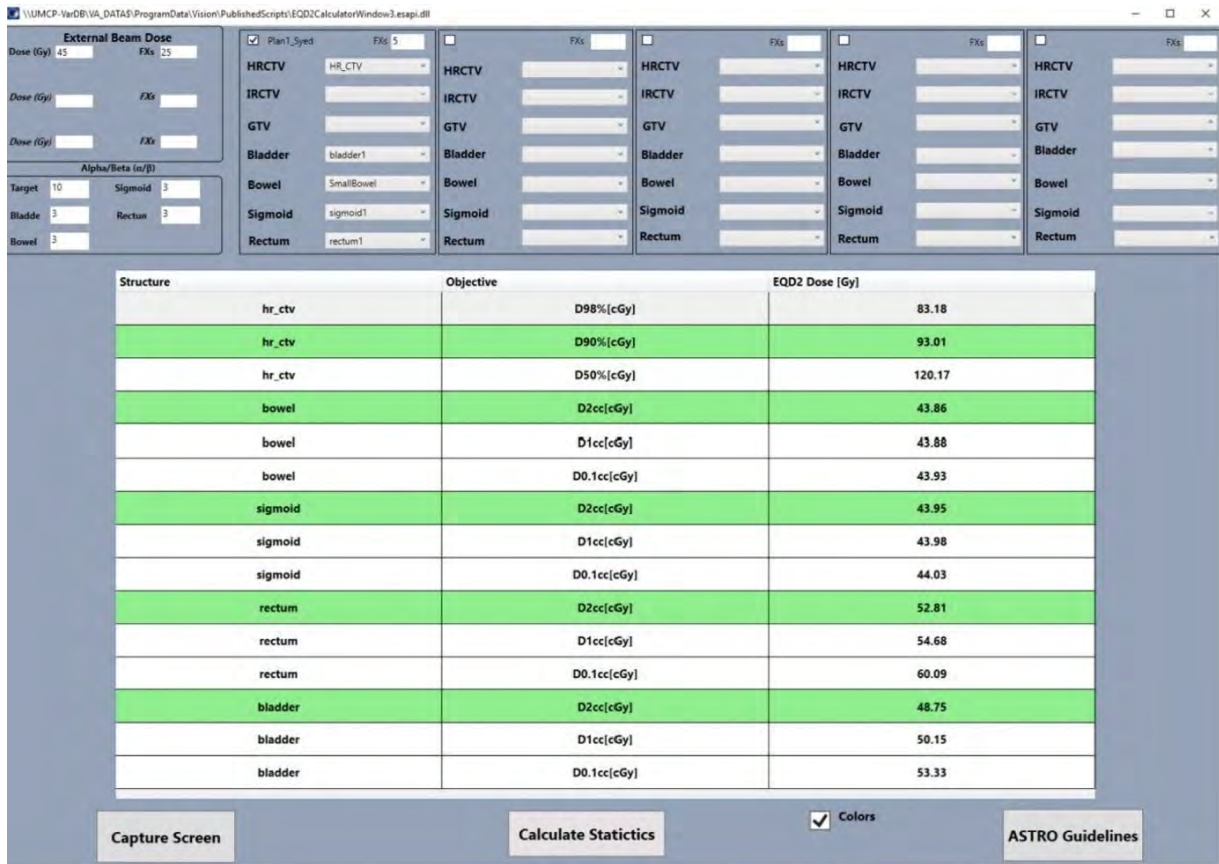 \\UMCP-VarDB\VA_DATA$\ProgramData\Vision\PublishedScripts\EQD2CalculatorWindow3.esapi.dll
External Beam Dose
Dose (Gy) 45 FXs 25
Dose (Gy) FXs
Dose (Gy) FXs
Alpha/Beta (α/β)
Target 10 Sigmoid 3
Bladde 3 Rectun 3
Bowel 3
Plan1_Syed FXs 5
HRCTV HR_CTV
IRCTV
GTV
Bladder bladder1
Bowel SmallBowel
Sigmoid sigmoid1
Rectum rectum1
FXs
HRCTV
IRCTV
GTV
Bladder
Bowel
Sigmoid
Rectum
FXs
HRCTV
IRCTV
GTV
Bladder
Bowel
Sigmoid
Rectum
FXs
HRCTV
IRCTV
GTV
Bladder
Bowel
Sigmoid
Rectum
FXs
HRCTV
IRCTV
GTV
Bladder
Bowel
Sigmoid
Rectum
Structure Objective EQD2 Dose [Gy]
hr_ctv D98%[cGy] 83.18
hr_ctv D90%[cGy] 93.01
hr_ctv D50%[cGy] 120.17
bowel D2cc[cGy] 43.86
bowel D1cc[cGy] 43.88
bowel D0.1cc[cGy] 43.93
sigmoid D2cc[cGy] 43.95
sigmoid D1cc[cGy] 43.98
sigmoid D0.1cc[cGy] 44.03
rectum D2cc[cGy] 52.81
rectum D1cc[cGy] 54.68
rectum D0.1cc[cGy] 60.09
bladder D2cc[cGy] 48.75
bladder D1cc[cGy] 50.15
bladder D0.1cc[cGy] 53.33
Capture Screen Calculate Statictics Colors ASTRO Guidelines